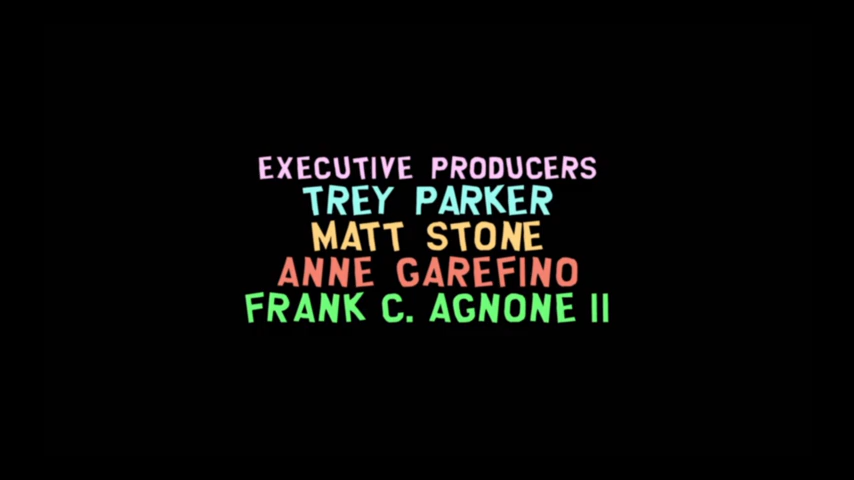 EXECUTIVE PRODUCERS
TREY PARKER
MATT STONE
ANNE GAREFINO
FRANK C. AGNONE II